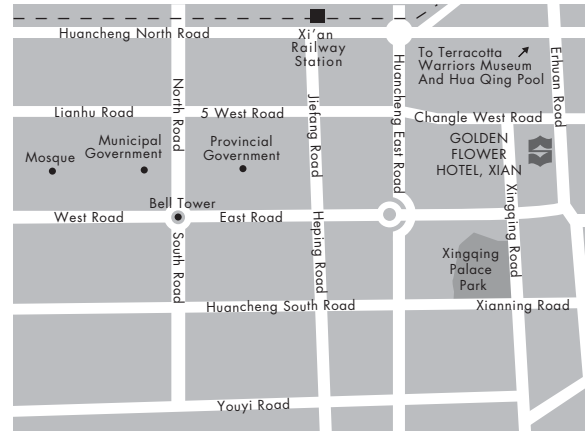 Huancheng North Road
Xi'an
Railway
Station
To Terracotta
Warriors Museum
And Hua Qing Pool
North Road
Jiefang Road
Huancheng East Road
Erhuan Road
Lianhu Road
5 West Road
Changle West Road
Mosque
Municipal
Government
Provincial
Government
GOLDEN
FLOWER
HOTEL, XIAN
Bell Tower
West Road
East Road
South Road
Heping Road
Xingqing Road
Xingqing
Palace
Park
Huancheng South Road
Xianning Road
Youyi Road